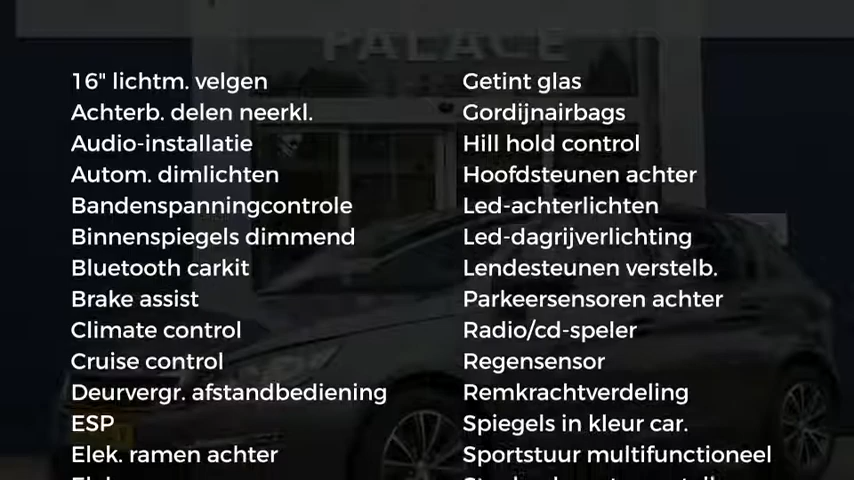 PALACE
16" lichtm. velgen
Achterb. delen neerkl.
Audio-installatie
Autom. dimlichten
Bandenspanningcontrole
Binnenspiegels dimmend
Bluetooth carkit
Brake assist
Climate control
Cruise control
Deurvergr. afstandbediening
ESP
Elek. ramen achter
Getint glas
Gordijnairbags
Hill hold control
Hoofdsteunen achter
Led-achterlichten
Led-dagrijverlichting
Lendesteunen verstelb.
Parkeersensoren achter
Radio/cd-speler
Regensensor
Remkrachtverdeling
Spiegels in kleur car.
Sportstuur multifunctioneel